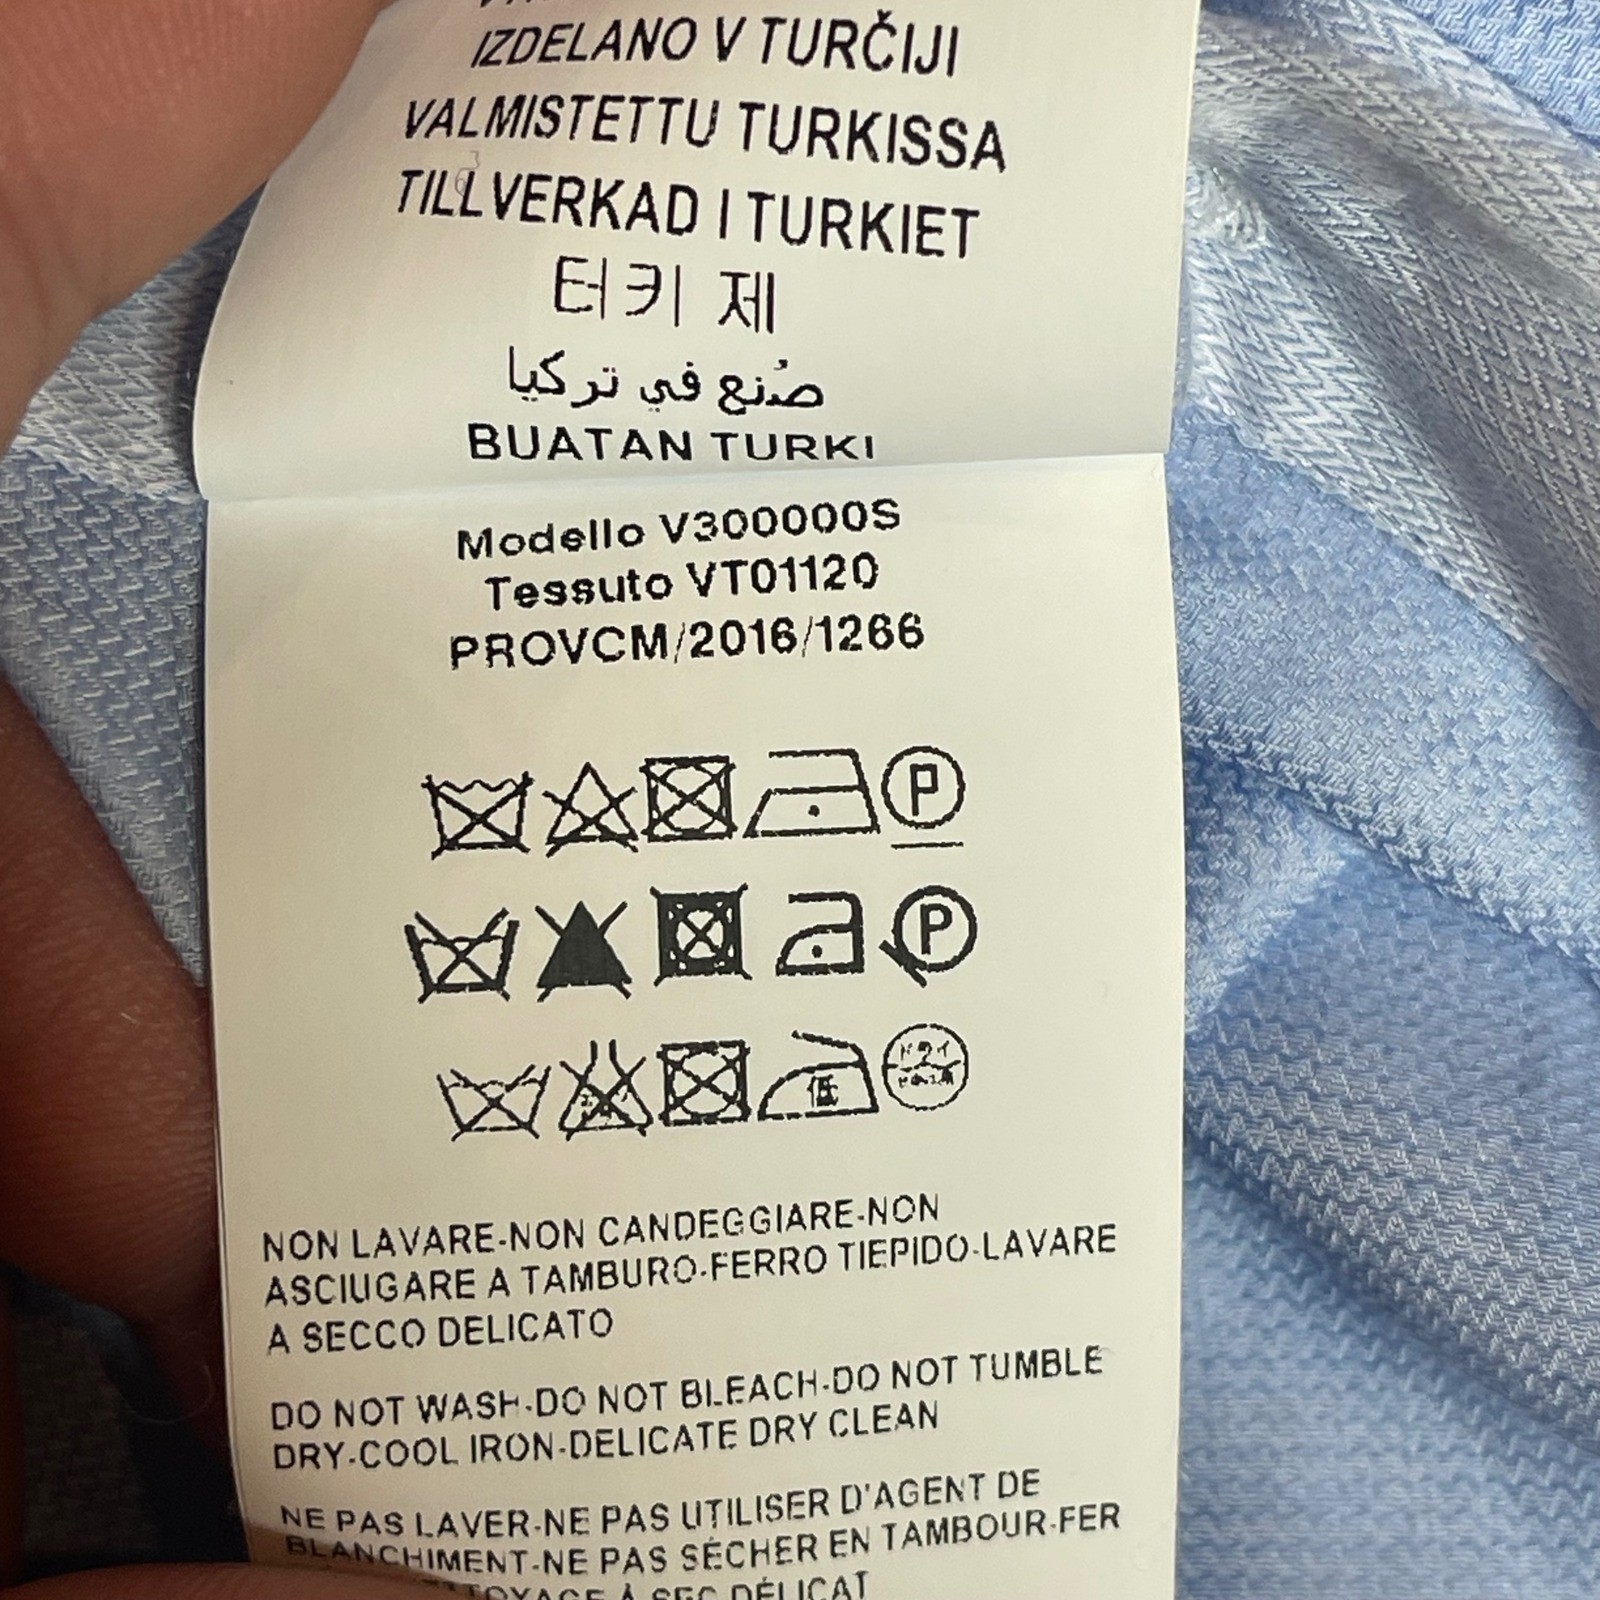 IZDELANO V TURČIJI
VALMISTETTU TURKISSA
TILLVERKAD I TURKIET
터키 제
صُنع في تركيا
BUATAN TURKI
Modello V300000S
Tessuto VT01120
PROVCM/2016/1266
P
P
低
NON LAVARE-NON CANDEGGIARE-NON
ASCIUGARE A TAMBURO-FERRO TIEPIDO-LAVARE
A SECCO DELICATO
DO NOT WASH-DO NOT BLEACH-DO NOT TUMBLE
DRY-COOL IRON-DELICATE DRY CLEAN
NE PAS LAVER-NE PAS UTILISER D'AGENT DE
BLANCHIMENT-NE PAS SÉCHER EN TAMBOUR-FER
À SEC DÉLICAT